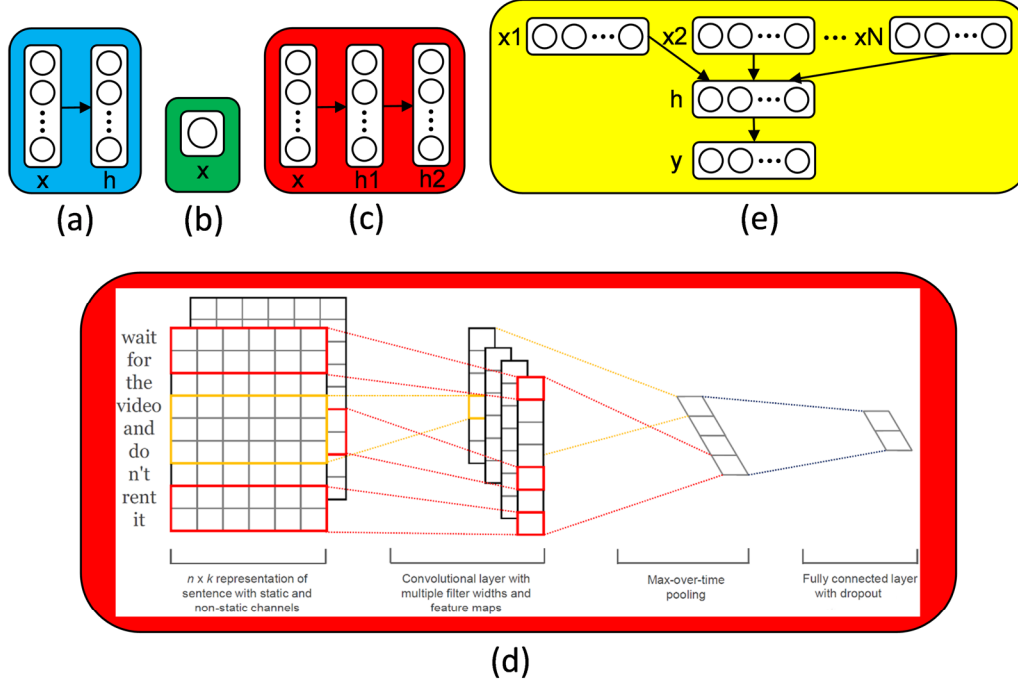 x h
(a)
x
(b)
x h1 h2
(c)
x1 x2 ... xN
h
y
(e)
wait
for
the
video
and
do
n't
rent
it
n x k representation of
sentence with static and
non-static channels
Convolutional layer with
multiple filter widths and
feature maps
Max-over-time
pooling
Fully connected layer
with dropout
(d)